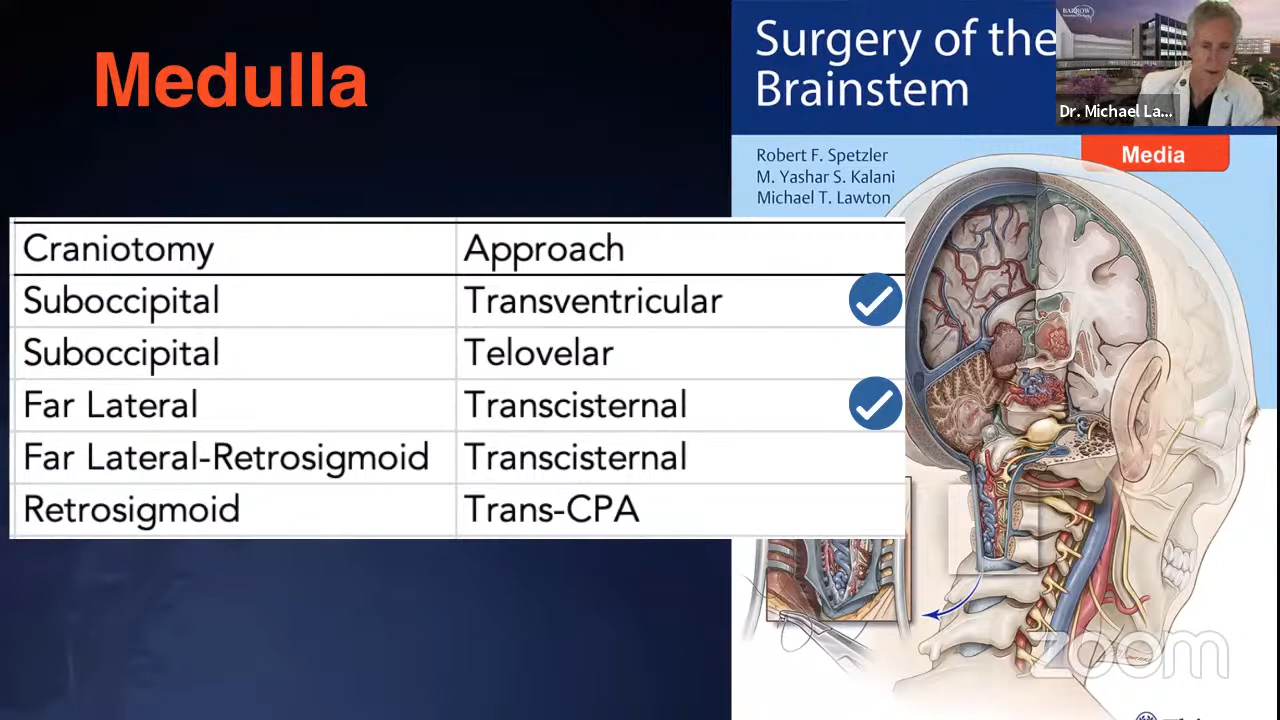 Medulla
Surgery of the
Brainstem
BARROW
Dr. Michael La...
Media
Robert F. Spetzler
M. Yashar S. Kalani
Michael T. Lawton
Craniotomy Approach
Suboccipital Transventricular
Suboccipital Telovelar
Far Lateral Transcisternal
Far Lateral-Retrosigmoid Transcisternal
Retrosigmoid Trans-CPA
zoom